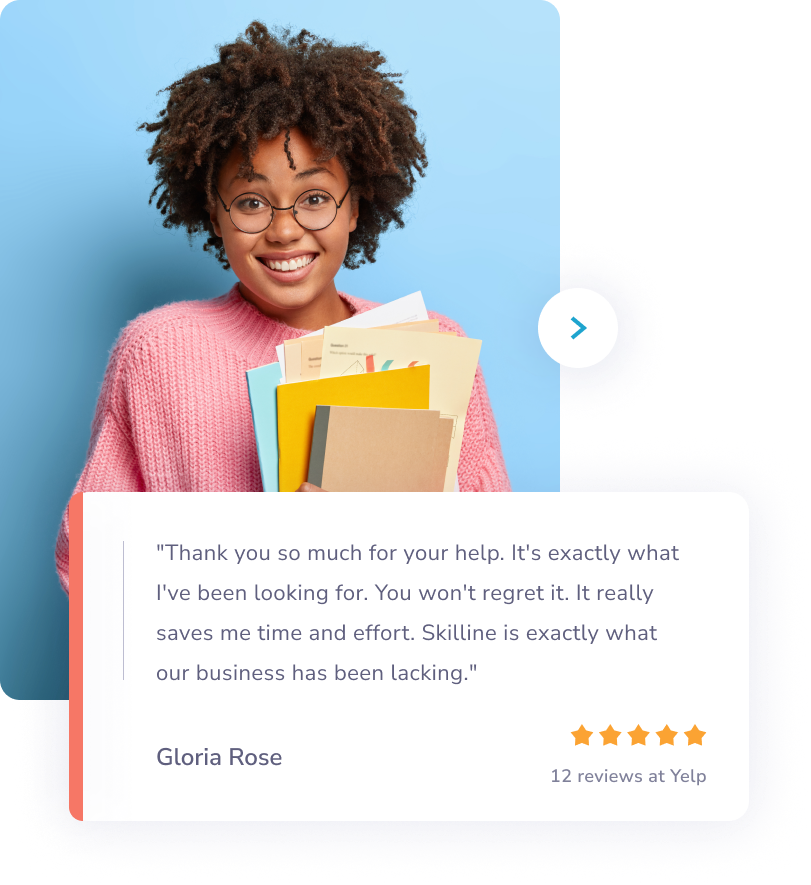 "Thank you so much for your help. It's exactly what
I've been looking for. You won't regret it. It really
saves me time and effort. Skilline is exactly what
our business has been lacking."
Gloria Rose
12 reviews at Yelp